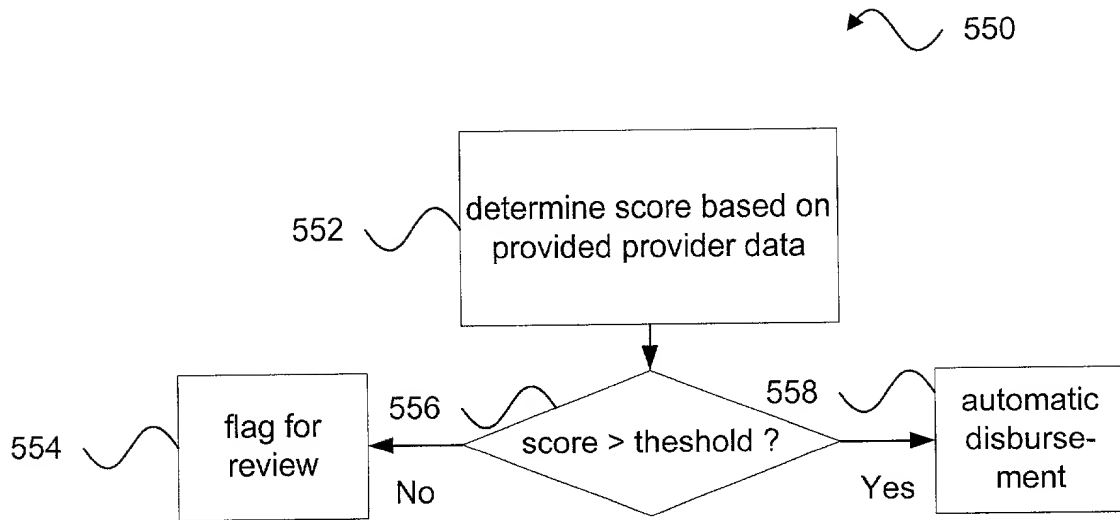 550
determine score based on
provided provider data
552
556
558
score > theshold ?
flag for
review
554
No
Yes
automatic
disburse-
ment